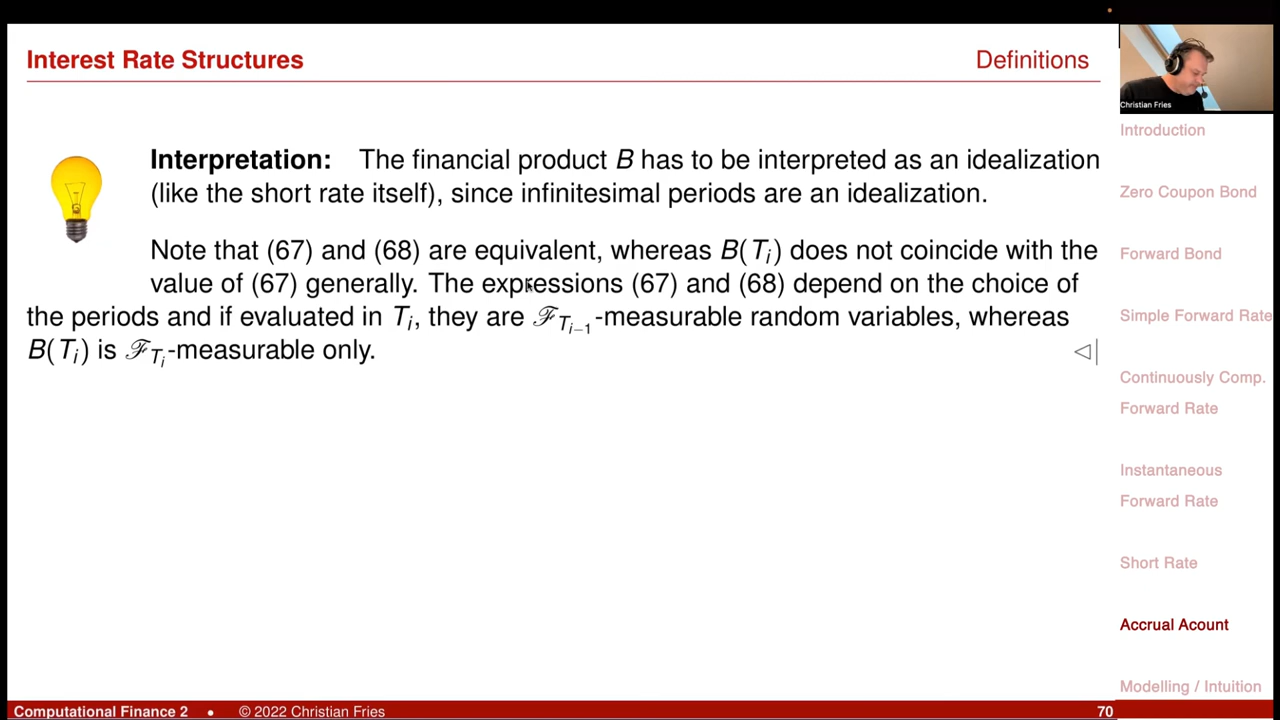 Interest Rate Structures
Definitions
Christian Fries
Interpretation: The financial product B has to be interpreted as an idealization
(like the short rate itself), since infinitesimal periods are an idealization.
Note that (67) and (68) are equivalent, whereas B(T_i) does not coincide with the
value of (67) generally. The expressions (67) and (68) depend on the choice of
the periods and if evaluated in T_i, they are ℱ_{T_{i−1}}-measurable random variables, whereas
B(T_i) is ℱ_{T_i}-measurable only.
Introduction
Zero Coupon Bond
Forward Bond
Simple Forward Rate
Continuously Comp.
Forward Rate
Instantaneous
Forward Rate
Short Rate
Accrual Acount
Modelling / Intuition
Computational Finance 2 • © 2022 Christian Fries
70